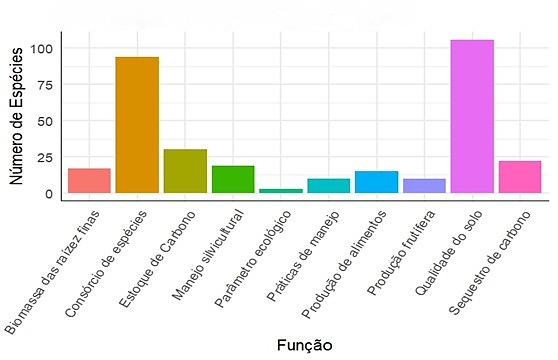 Número de Espécies
100
75
50
25
0
Biomassa das raízez finas
Consórcio de espécies
Estoque de Carbono
Manejo silvicultural
Parâmetro ecológico
Práticas de manejo
Produção de alimentos
Produção frutífera
Qualidade do solo
Sequestro de carbono
Função